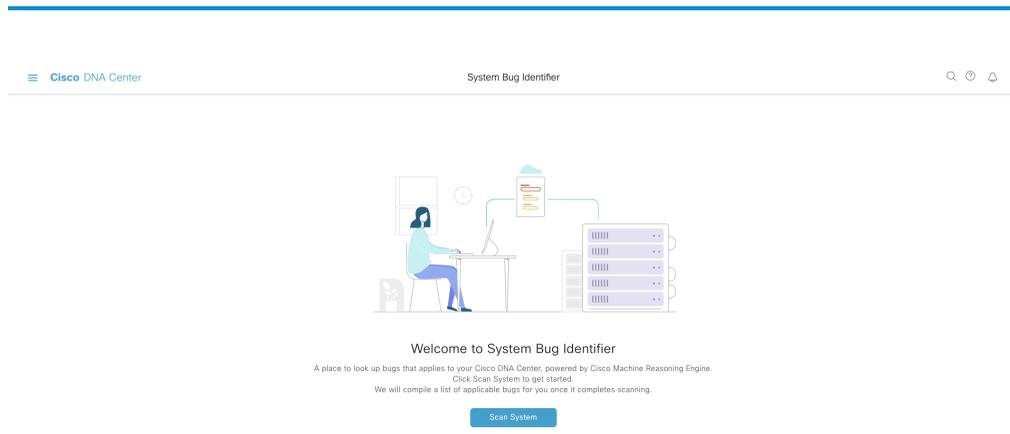 Cisco DNA Center
System Bug Identifier
Welcome to System Bug Identifier
A place to look up bugs that applies to your Cisco DNA Center, powered by Cisco Machine Reasoning Engine.
Click Scan System to get started.
We will compile a list of applicable bugs for you once it completes scanning.
Scan System